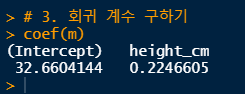 > # 3. 회귀 계수 구하기
> coef(m)
(Intercept)   height_cm
 32.6604144   0.2246605
>